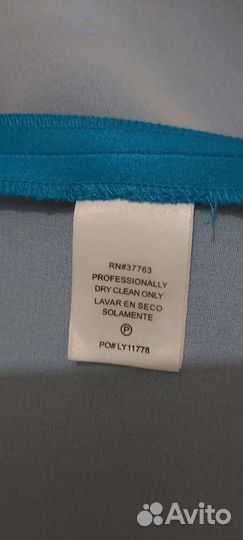 RN#37763
PROFESSIONALLY
DRY CLEAN ONLY
LAVAR EN SECO
SOLAMENTE
P
PO# LY11778
Avito